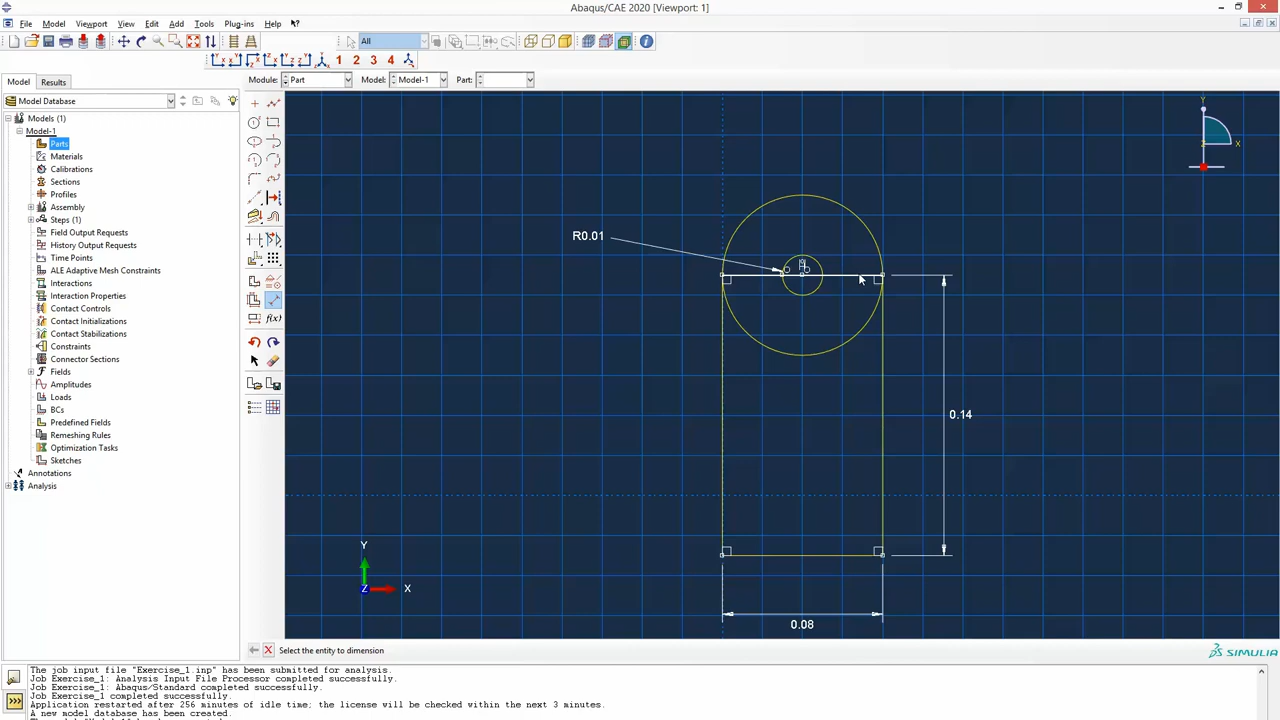 Abaqus/CAE 2020 [Viewport: 1]
File Model Viewport View Edit Add Tools Plug-ins Help
All
1 2 3 4
Model Results Module: Part Model: Model-1 Part:
Model Database
Models (1)
Model-1
Parts
Materials
Calibrations
Sections
Profiles
Assembly
Steps (1)
Field Output Requests
History Output Requests
Time Points
ALE Adaptive Mesh Constraints
Interactions
Interaction Properties
Contact Controls
Contact Initializations
Contact Stabilizations
Constraints
Connector Sections
Fields
Amplitudes
Loads
BCs
Predefined Fields
Remeshing Rules
Optimization Tasks
Sketches
Annotations
Analysis
f(x)
Y
X
R0.01
H
0.14
0.08
Y
Z X
Select the entity to dimension
SIMULIA
The job input file "Exercise_1 inp" has been submitted for analysis.
Job Exercise_1: Analysis Input File Processor completed successfully.
Job Exercise_1: Abaqus/Standard completed successfully.
Job Exercise_1 completed successfully.
Application restarted after 256 minutes of idle time; the license will be checked within the next 3 minutes.
A new model database has been created.